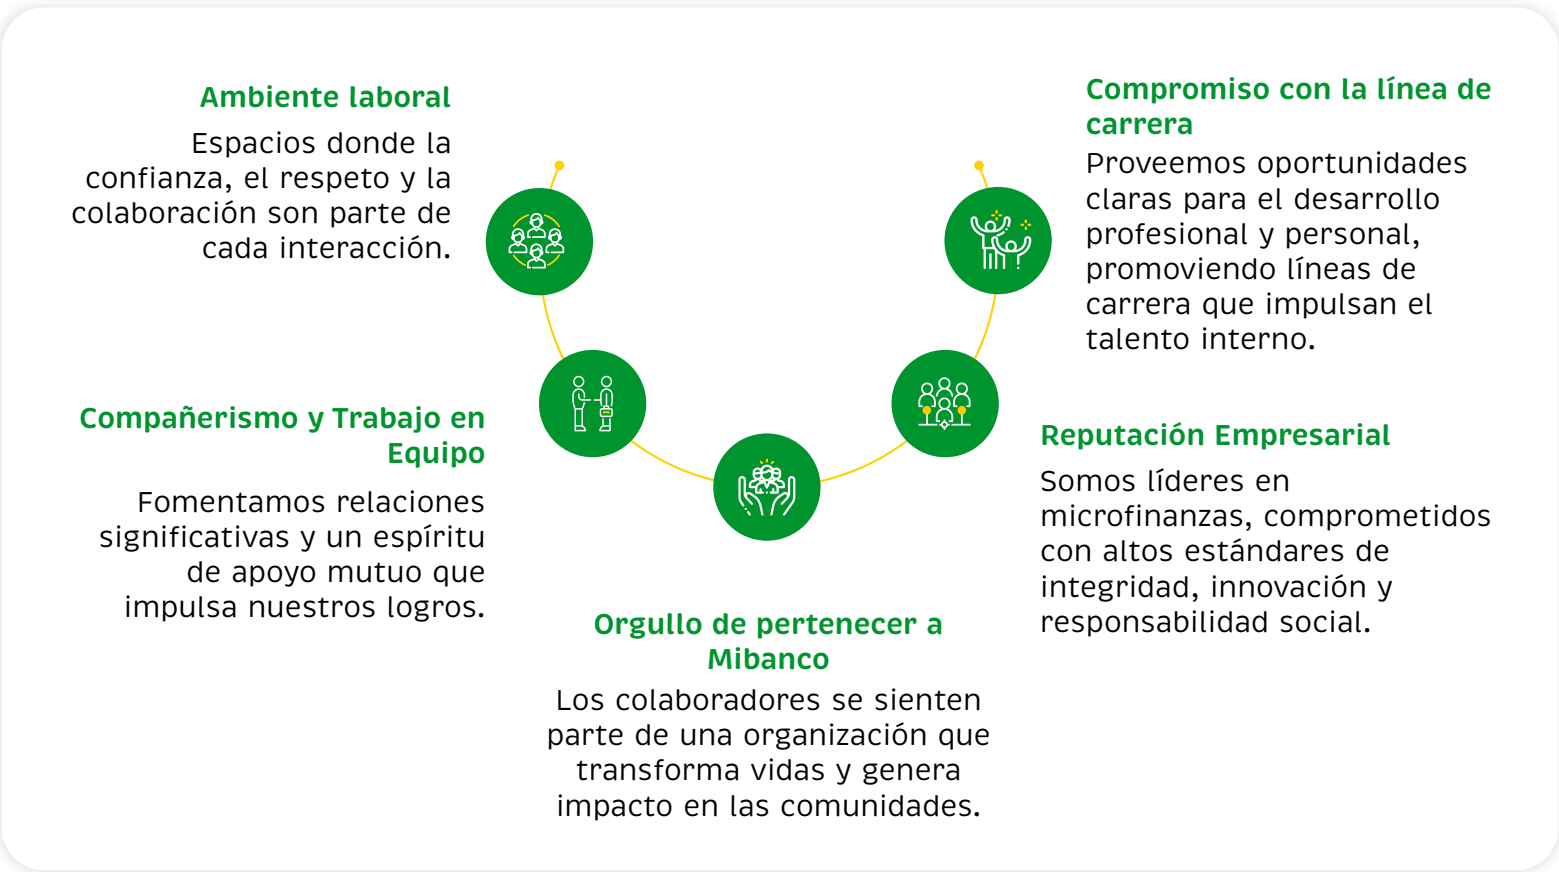 Ambiente laboral
Espacios donde la
confianza, el respeto y la
colaboración son parte de
cada interacción.
Compañerismo y Trabajo en
Equipo
Fomentamos relaciones
significativas y un espíritu
de apoyo mutuo que
impulsa nuestros logros.
Orgullo de pertenecer a
Mibanco
Los colaboradores se sienten
parte de una organización que
transforma vidas y genera
impacto en las comunidades.
Reputación Empresarial
Somos líderes en
microfinanzas, comprometidos
con altos estándares de
integridad, innovación y
responsabilidad social.
Compromiso con la línea de
carrera
Proveemos oportunidades
claras para el desarrollo
profesional y personal,
promoviendo líneas de
carrera que impulsan el
talento interno.